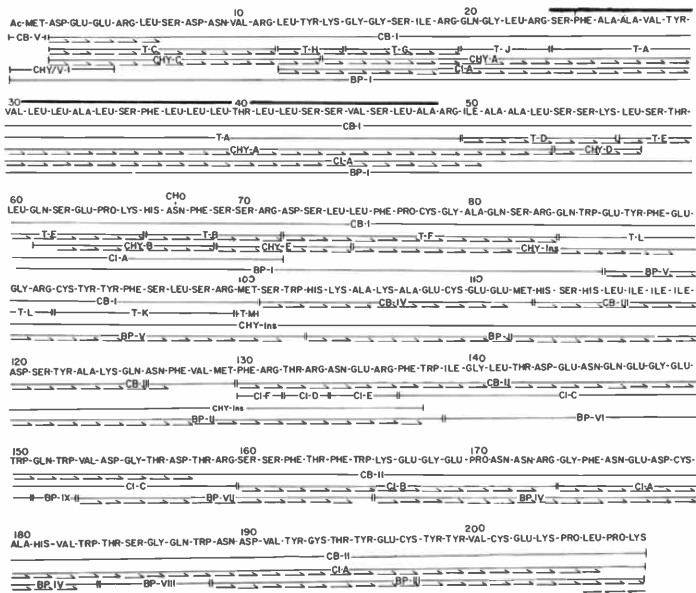 10 20
Ac-MET-ASP-GLU-GLU-ARG-LEU-SER-ASP-ASN-VAL-ARG-LEU-TYR-LYS-GLY-GLY-SER-ILE-ARG-GLN-GLY-LEU-ARG-SER-PHE-ALA-ALA-VAL-TYR-
CB-V CB-I
T-C T-H T-G T-J T-A
CHY-C CHY-A
CHY/V-I CI-A
BP-I
30 40 50
VAL-LEU-LEU-ALA-LEU-SER-PHE-LEU-LEU-LEU-THR-LEU-LEU-SER-SER-VAL-SER-LEU-ALA-ARG-ILE-ALA-ALA-LEU-SER-SER-LYS-LEU-SER-THR-
CB-I
T-A T-D T-E
CHY-A CHY-D
CI-A
BP-I
CHO
60 70 80
LEU-GLN-SER-GLU-PRO-LYS-HIS-ASN-PHE-SER-SER-ARG-ASP-SER-LEU-LEU-PHE-PRO-CYS-GLY-ALA-GLN-SER-ARG-GLN-TRP-GLU-TYR-PHE-GLU-
CB-I
T-E T-B T-F T-L
CHY-B CHY-E CHY-Ins
CI-A
BP-I BP-V
90 100 110
GLY-ARG-CYS-TYR-TYR-PHE-SER-LEU-SER-ARG-MET-SER-TRP-HIS-LYS-ALA-LYS-ALA-GLU-CYS-GLU-GLU-MET-HIS-SER-HIS-LEU-ILE-ILE-ILE-
CB-I CB-IV CB-III
T-L T-K T-M
CHY-Ins
BP-V BP-II
120 130 140
ASP-SER-TYR-ALA-LYS-GLN-ASN-PHE-VAL-MET-PHE-ARG-THR-ARG-ASN-GLU-ARG-PHE-TRP-ILE-GLY-LEU-THR-ASP-GLU-ASN-GLN-GLU-GLY-GLU-
CB-III CB-II
CI-F CI-D CI-E CI-C
CHY-Ins
BP-II BP-VI
150 160 170
TRP-GLN-TRP-VAL-ASP-GLY-THR-ASP-THR-ARG-SER-SER-PHE-THR-PHE-TRP-LYS-GLU-GLY-GLU-PRO-ASN-ASN-ARG-GLY-PHE-ASN-GLU-ASP-CYS-
CB-II
CI-C CI-B CI-A
BP-IX BP-VII BP-IV
180 190 200
ALA-HIS-VAL-TRP-THR-SER-GLY-GLN-TRP-ASN-ASP-VAL-TYR-GYS-THR-TYR-GLU-CYS-TYR-TYR-VAL-CYS-GLU-LYS-PRO-LEU-PRO-LYS
CB-II
CI-A
BP-IV BP-VIII BP-III